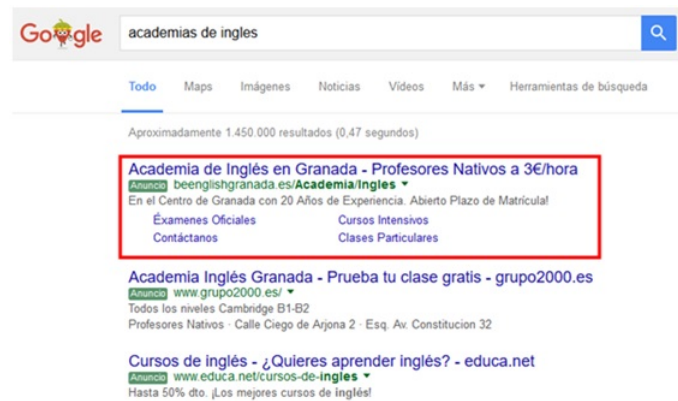 Google
academias de ingles
Todo Maps Imágenes Noticias Vídeos Más Herramientas de búsqueda
Aproximadamente 1.450.000 resultados (0,47 segundos)
Academia de Inglés en Granada - Profesores Nativos a 3€/hora
Anuncio beenglishgranada.es/Academia/Ingles
En el Centro de Granada con 20 Años de Experiencia. Abierto Plazo de Matrícula!
Éxamenes Oficiales Cursos Intensivos
Contáctanos Clases Particulares
Academia Inglés Granada - Prueba tu clase gratis - grupo2000.es
Anuncio www.grupo2000.es/
Todos los niveles Cambridge B1-B2
Profesores Nativos · Calle Ciego de Arjona 2 · Esq. Av. Constitucion 32
Cursos de inglés - ¿Quieres aprender inglés? - educa.net
Anuncio www.educa.net/cursos-de-ingles
Hasta 50% dto. ¡Los mejores cursos de inglés!